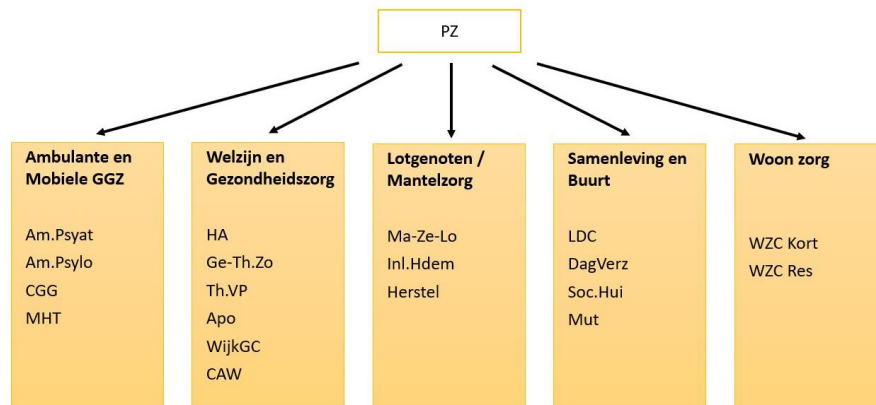 PZ
Ambulante en
Mobiele GGZ
Am.Psyat
Am.Psylo
CGG
MHT
Welzijn en
Gezondheidszorg
HA
Ge-Th.Zo
Th.VP
Apo
WijkGC
CAW
Lotgenoten /
Mantelzorg
Ma-Ze-Lo
Inl.Hdem
Herstel
Samenleving en
Buurt
LDC
DagVerz
Soc.Hui
Mut
Woon zorg
WZC Kort
WZC Res